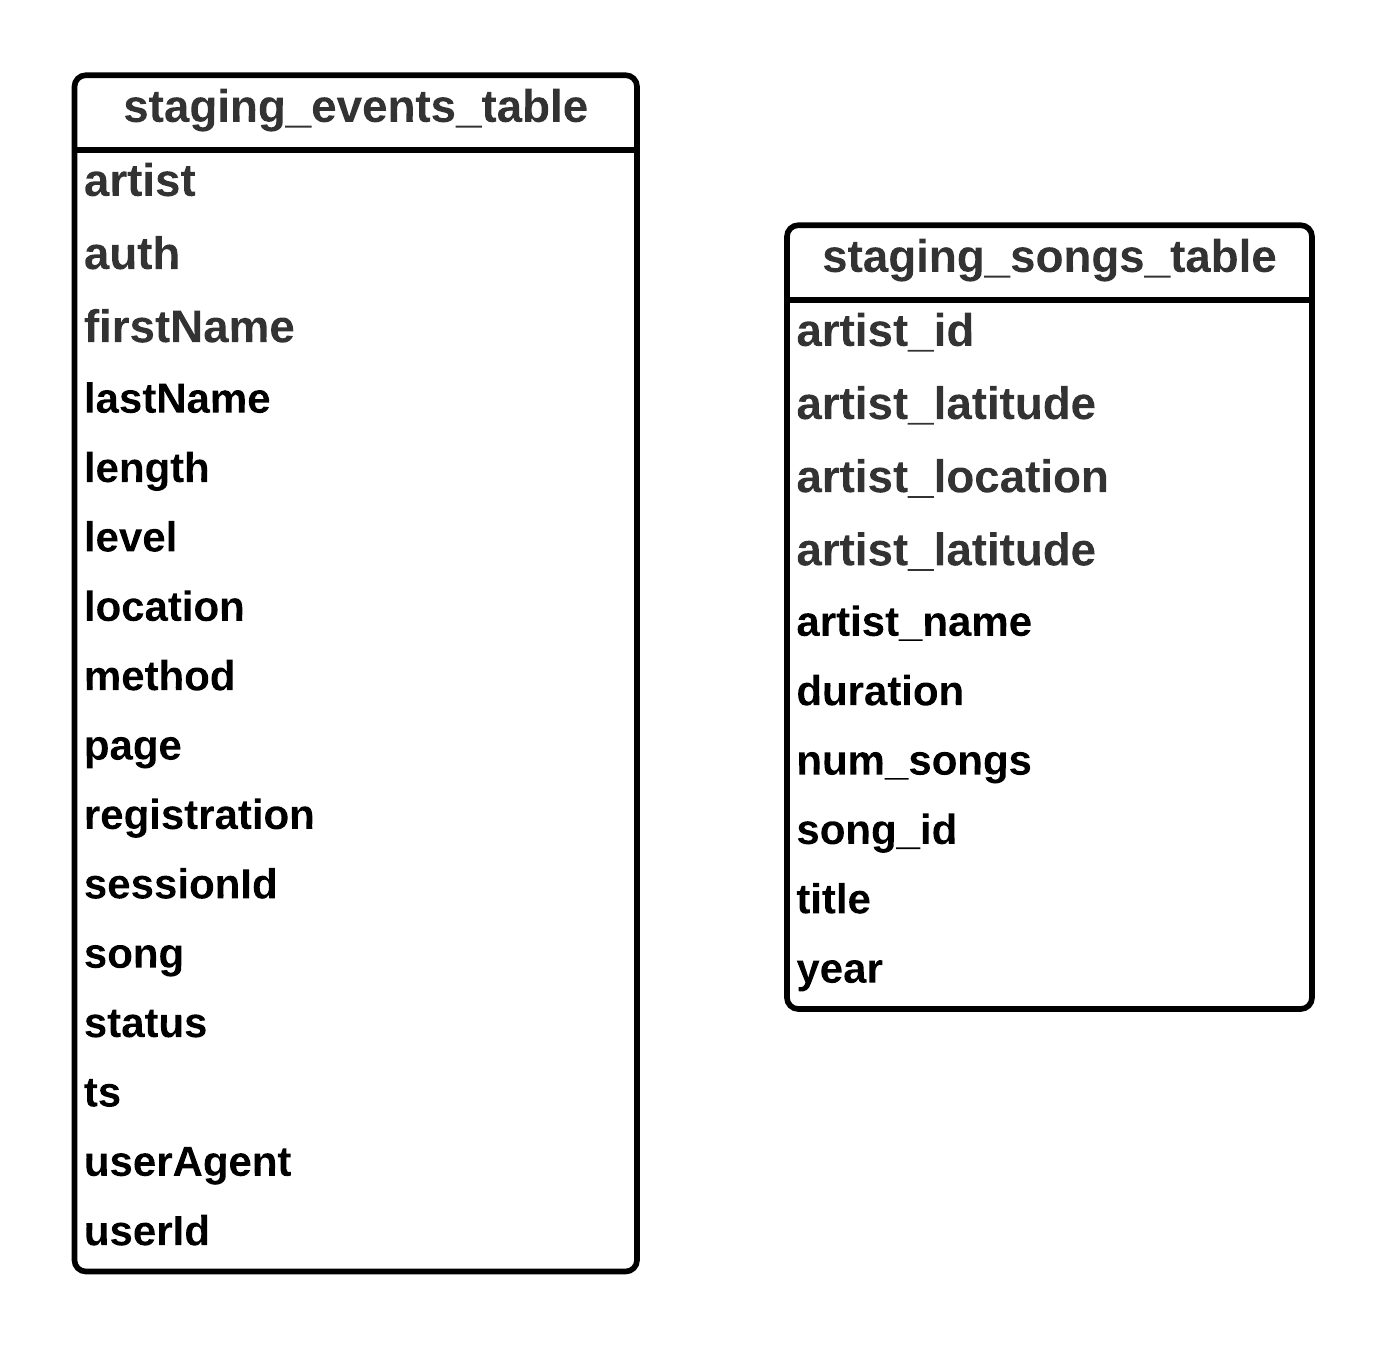 staging_events_table
artist
auth
firstName
lastName
length
level
location
method
page
registration
sessionId
song
status
ts
userAgent
userId
staging_songs_table
artist_id
artist_latitude
artist_location
artist_latitude
artist_name
duration
num_songs
song_id
title
year